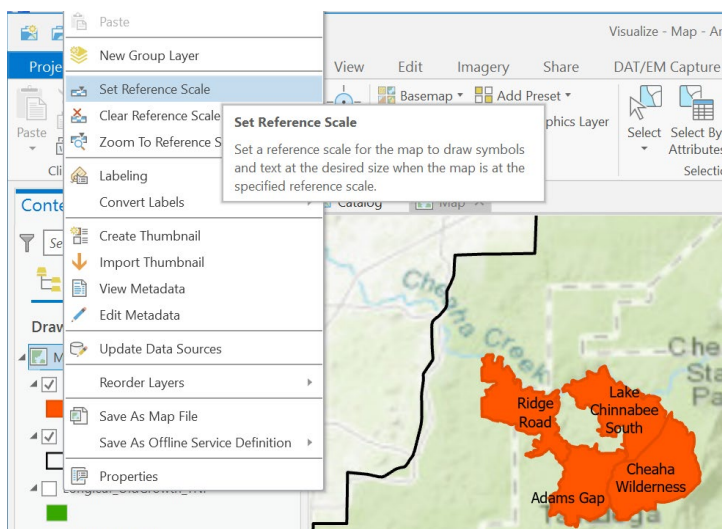 Visualize - Map - Ar
Paste
New Group Layer
Set Reference Scale
Clear Reference Scale
Zoom To Reference S
Labeling
Convert Labels
Create Thumbnail
Import Thumbnail
View Metadata
Edit Metadata
Update Data Sources
Reorder Layers
Save As Map File
Save As Offline Service Definition
Properties
Proje
View
Edit
Imagery
Share
DAT/EM Capture
Paste
Cli
Basemap
Add Preset
phics Layer
Select
Select By
Attributes
Selectio
Set Reference Scale
Set a reference scale for the map to draw symbols
and text at the desired size when the map is at the
specified reference scale.
Conte
Se
Draw
M
Catalog
Map
Cheaha Creek
Chea
Sta
Pa
Ridge
Road
Lake
Chinnabee
South
Cheaha
Wilderness
Adams Gap